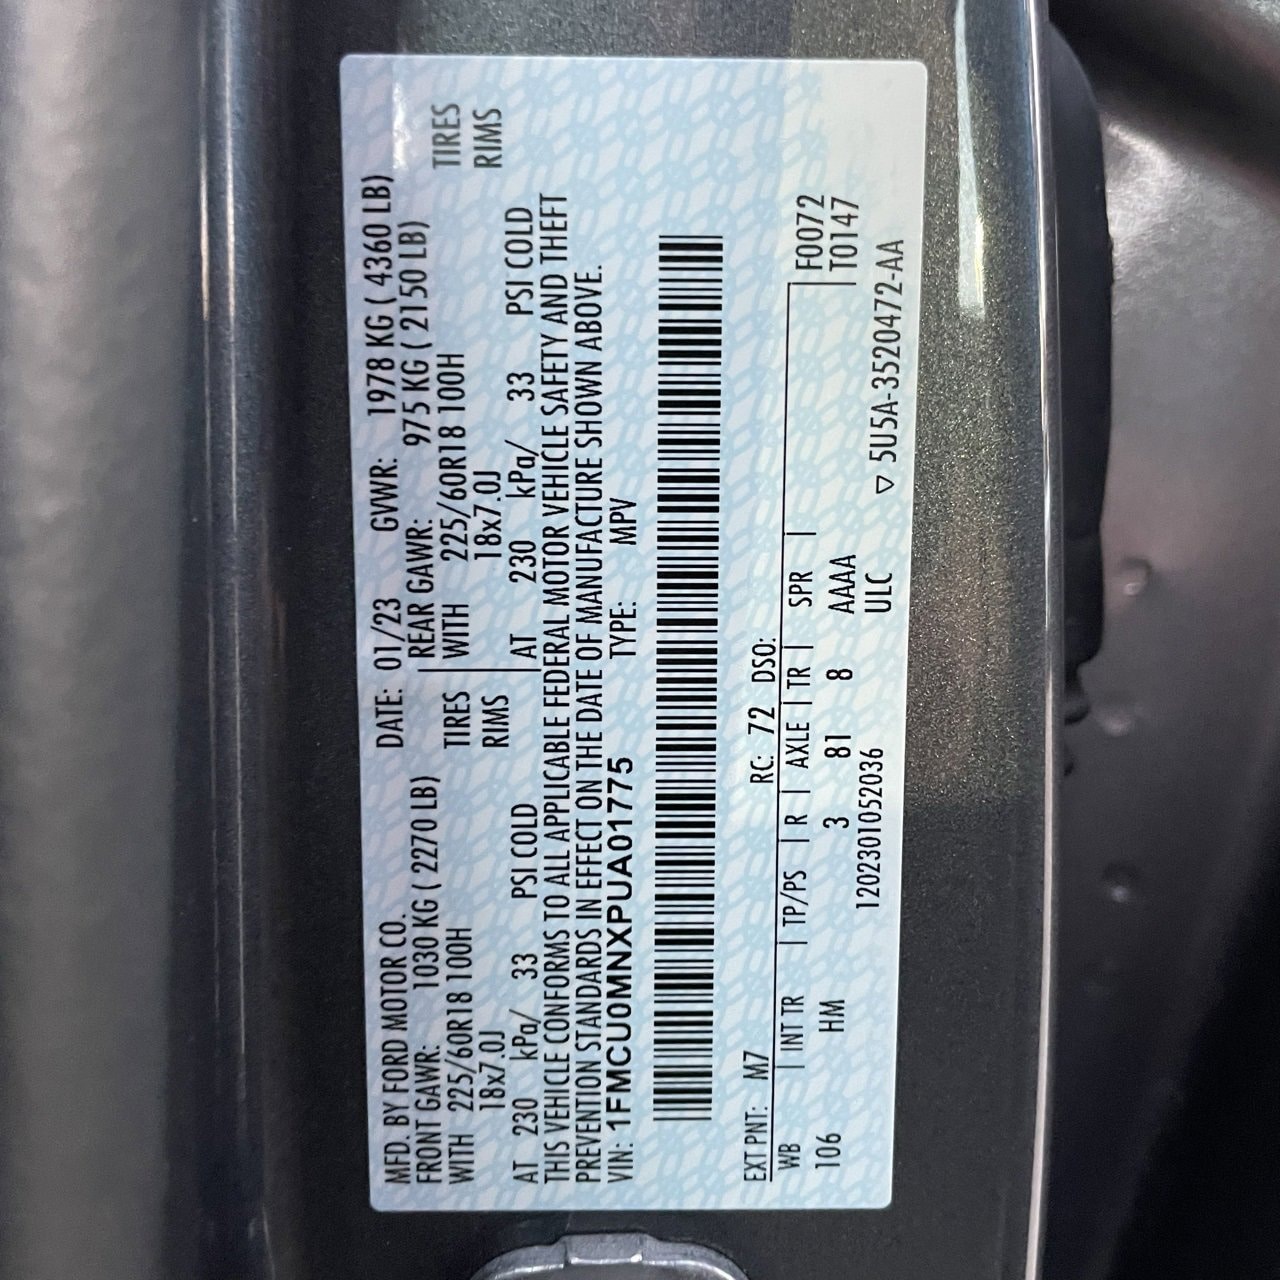 MFD. BY FORD MOTOR CO. DATE: 01/23 GVWR: 1978 KG ( 4360 LB)
FRONT GAWR: 1030 KG ( 2270 LB) REAR GAWR: 975 KG ( 2150 LB)
WITH 225/60R18 100H TIRES WITH 225/60R18 100H TIRES
18x7.0J RIMS 18x7.0J RIMS
AT 230 kPa/ 33 PSI COLD AT 230 kPa/ 33 PSI COLD
THIS VEHICLE CONFORMS TO ALL APPLICABLE FEDERAL MOTOR VEHICLE SAFETY AND THEFT
PREVENTION STANDARDS IN EFFECT ON THE DATE OF MANUFACTURE SHOWN ABOVE.
VIN: 1FMCU0MNXPUA01775 TYPE: MPV
EXT PNT: M7 RC: 72 DSO:
WB | INT TR | TP/PS | R | AXLE | TR | SPR | F0072
106 HM 3 81 8 AAAA T0147
120230105203​6 ULC ▽ 5U5A-3520472-AA